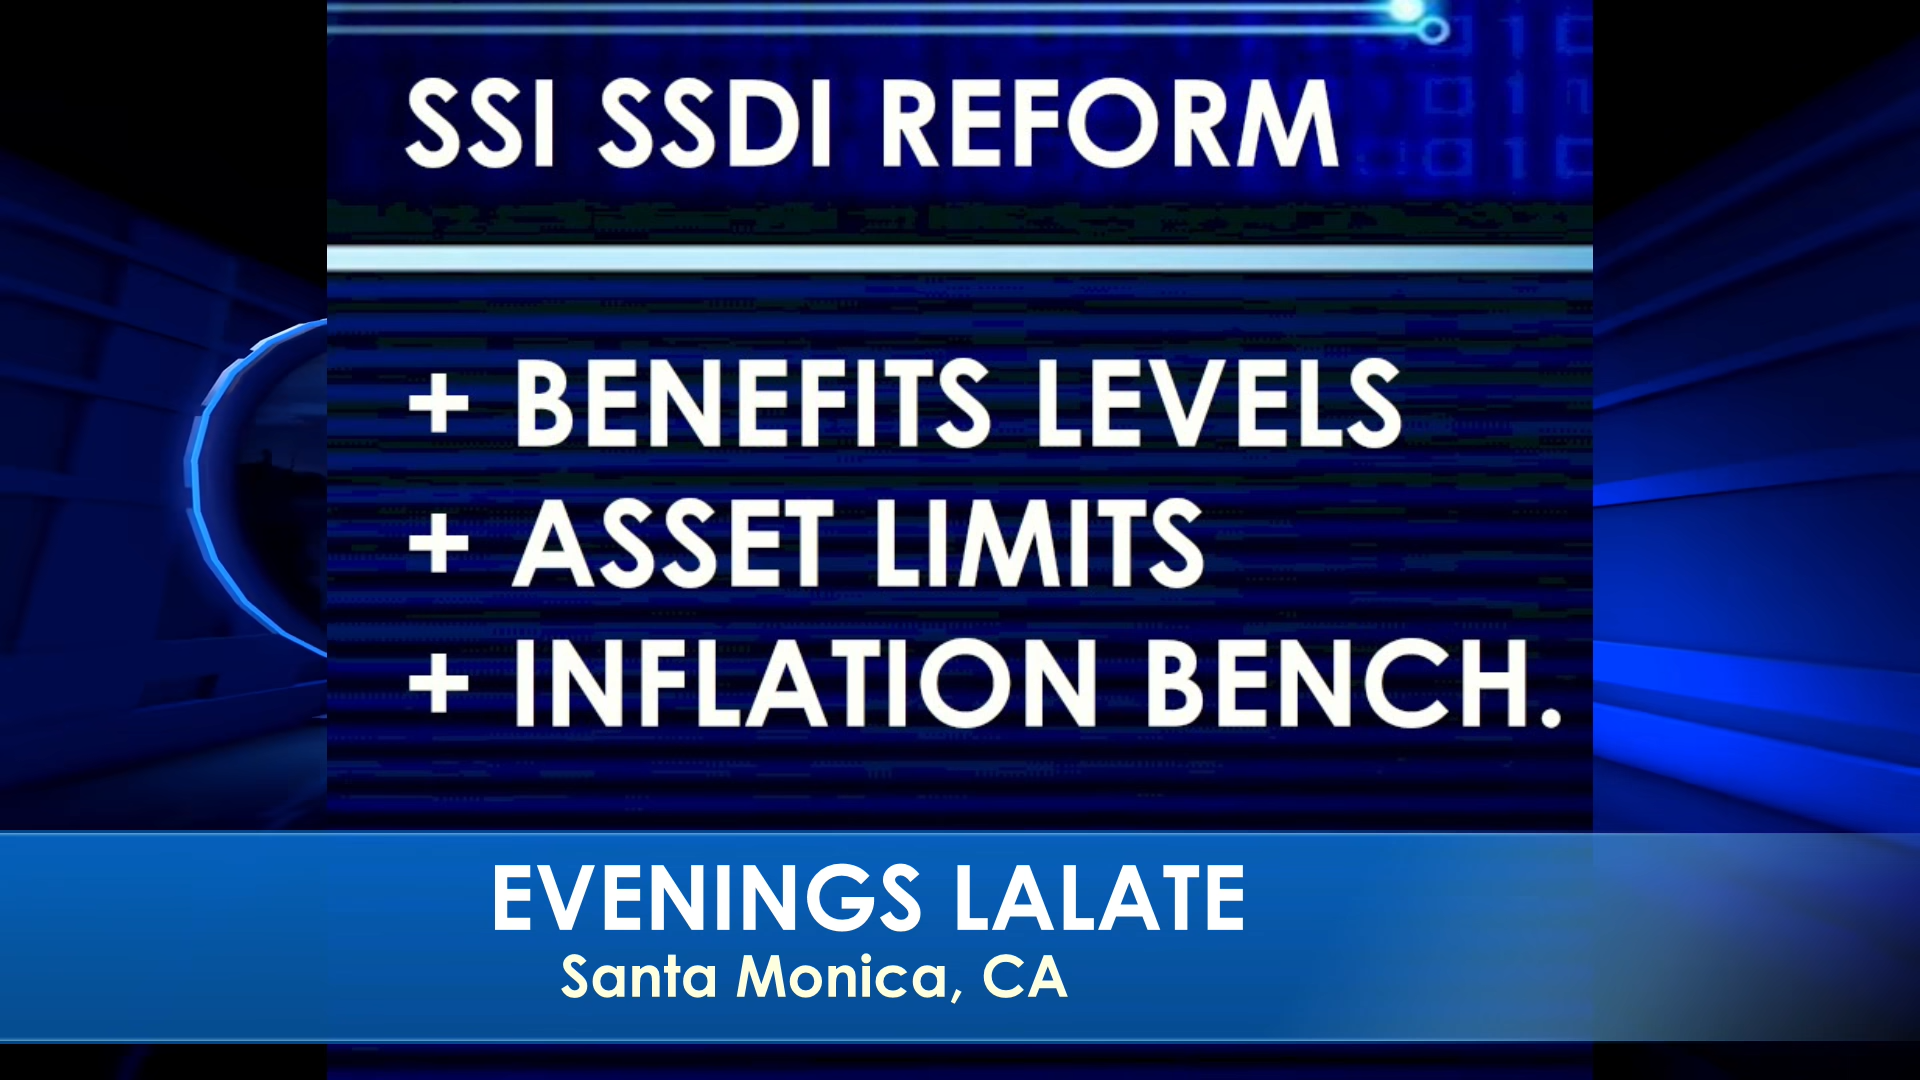 SSI SSDI REFORM
+ BENEFITS LEVELS
+ ASSET LIMITS
+ INFLATION BENCH.
EVENINGS LALATE
Santa Monica, CA